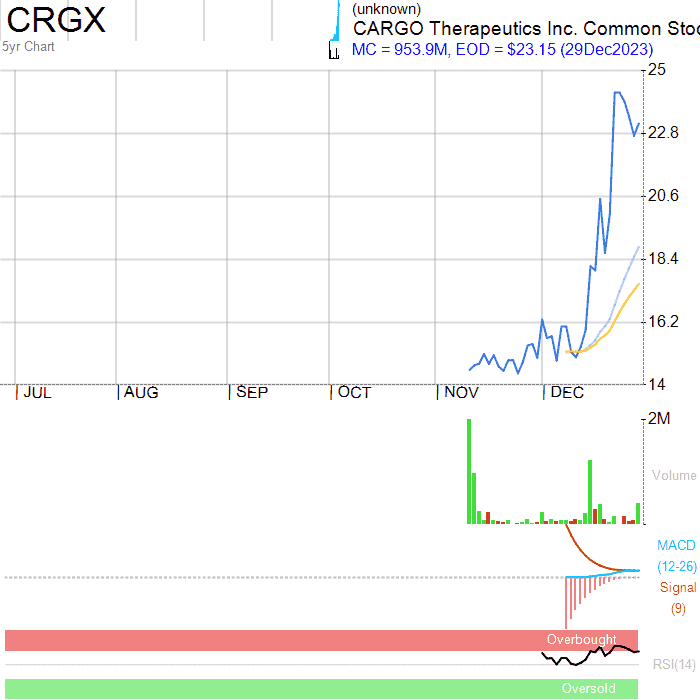 CRGX
(unknown)
CARGO Therapeutics Inc. Common Stoc
5yr Chart
MC = 953.9M, EOD = $23.15 (29Dec2023)
25
22.8
20.6
18.4
16.2
14
JUL AUG SEP OCT NOV DEC
2M
Volume
MACD
(12-26)
Signal
(9)
Overbought
RSI(14)
Oversold